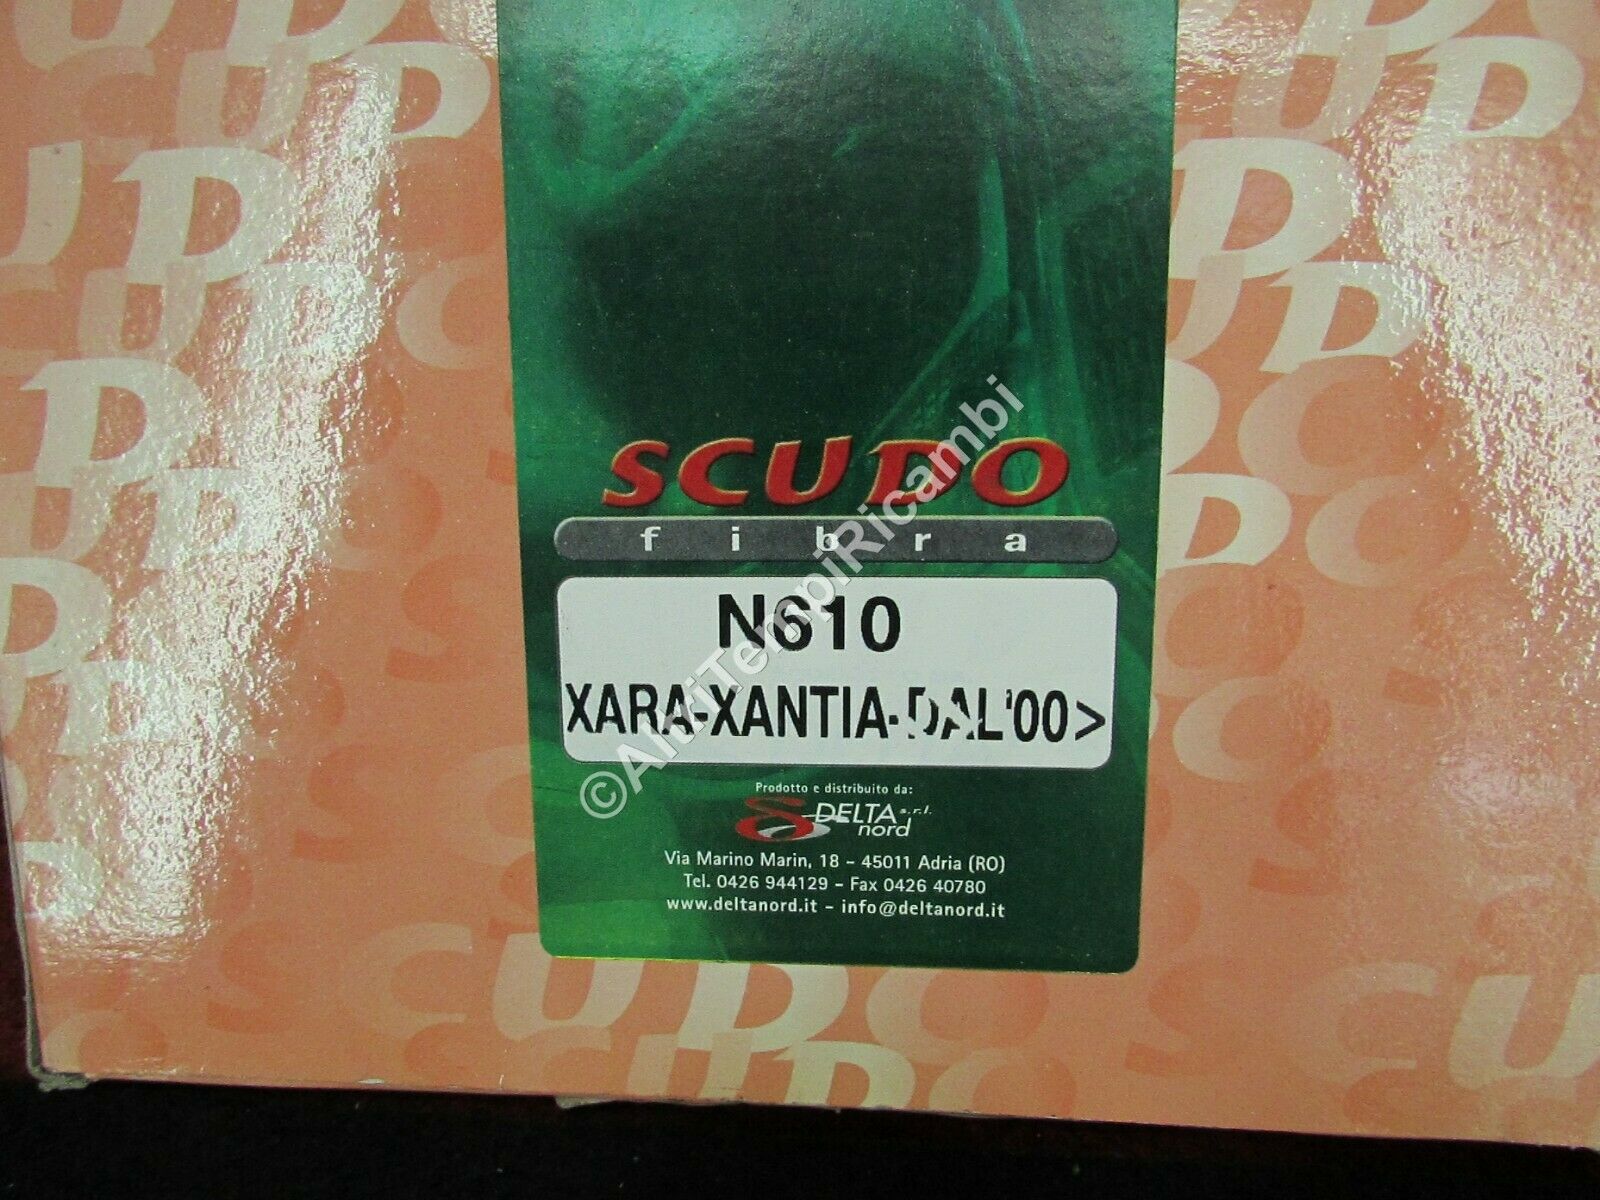 SCUDO
fibra
N610
XARA-XANTIA-DAL'00>
Prodotto e distribuito da:
DELTA s.r.l.
nord
Via Marino Marin, 18 - 45011 Adria (RO)
Tel. 0426 944129 - Fax 0426 40780
www.deltanord.it - info@deltanord.it
©AltriTempiRicambi